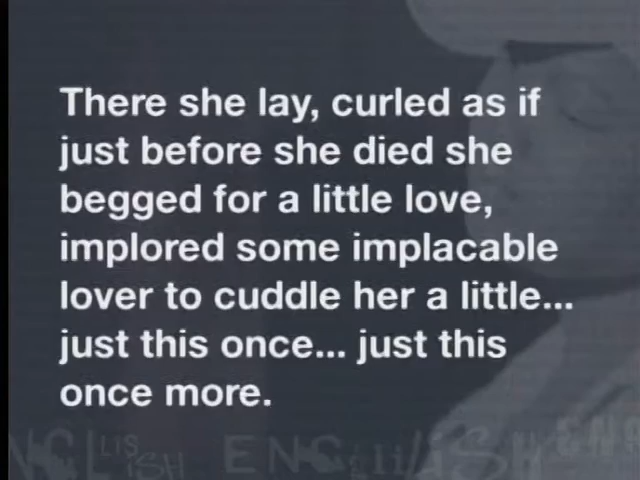 There she lay, curled as if
just before she died she
begged for a little love,
implored some implacable
lover to cuddle her a little...
just this once... just this
once more.
ENGLISH